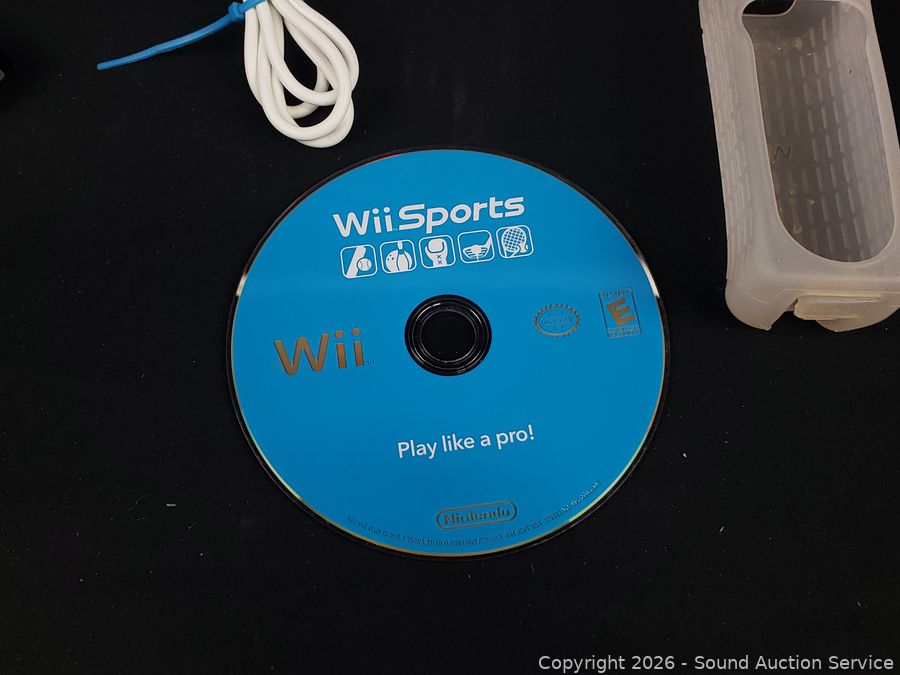 Wii Sports
Wii
E
Play like a pro!
Nintendo
Copyright 2026 - Sound Auction Service